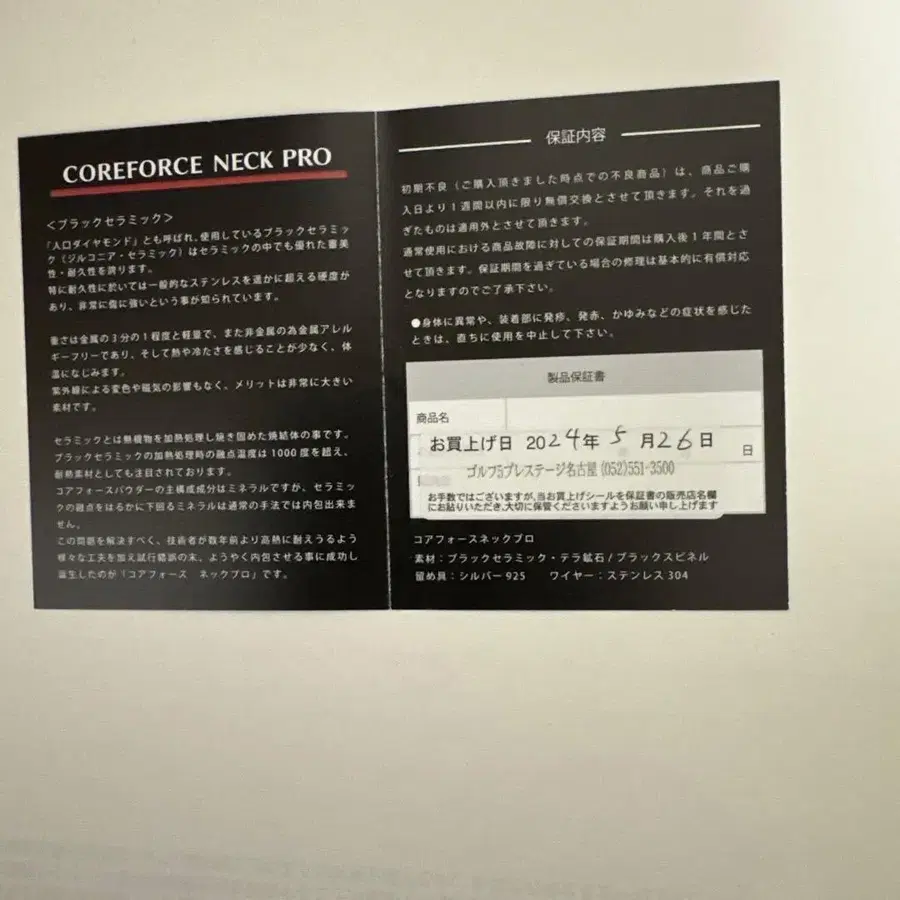 COREFORCE NECK PRO
＜ブラックセラミック＞
「人口ダイヤモンド」とも呼ばれ、使用しているブラックセラミッ
ク（ジルコニア・セラミック）はセラミックの中でも優れた審美
性・耐久性を誇ります。
特に耐久性に於いては一般的なステンレスを遥かに超える硬度が
あり、非常に傷に強いという事が知られています。
重さは金属の3分の1程度と軽量で、また非金属の為金属アレル
ギーフリーであり、そして熱や冷たさを感じることが少なく、体
温になじみます。
紫外線による変色や磁気の影響もなく、メリットは非常に大きい
素材です。
セラミックとは無機物を加熱処理し焼き固めた焼結体の事です。
ブラックセラミックの加熱処理時の融点温度は1000度を超え、
耐熱素材としても注目されております。
コアフォースパウダーの主構成成分はミネラルですが、セラミッ
クの融点をはるかに下回るミネラルは通常の手法では内包出来ま
せん。
この問題を解決すべく、技術者が数年前より高熱に耐えうるよう
様々な工夫を加え試行錯誤の末、ようやく内包させる事に成功し
誕生したのが「コアフォース　ネックプロ」です。
保証内容
初期不良（ご購入頂きました時点での不良商品）は、商品ご購
入日より1週間以内に限り無償交換とさせて頂きます。それを過
ぎたものは適用外とさせて頂きます。
通常使用における商品故障に対しての保証期間は購入後1年間とさ
せて頂きます。保証期間を過ぎている場合の修理は基本的に有償対応
となりますのでご了承下さい。
●身体に異常や、装着部に発疹、発赤、かゆみなどの症状を感じた
ときは、直ちに使用を中止して下さい。
製品保証書
商品名
お買上げ日 2024年 5 月26日
日
ゴルフ5プレステージ名古屋 (052)551-3500
お手数ではございますが、当お買上げシールを保証書の販売店名欄
にお貼りいただき、大切に保管くださいますようお願い申し上げます
コアフォースネックプロ
素材：ブラックセラミック・テラ鉱石/ブラックスピネル
留め具：シルバー925　ワイヤー：ステンレス304